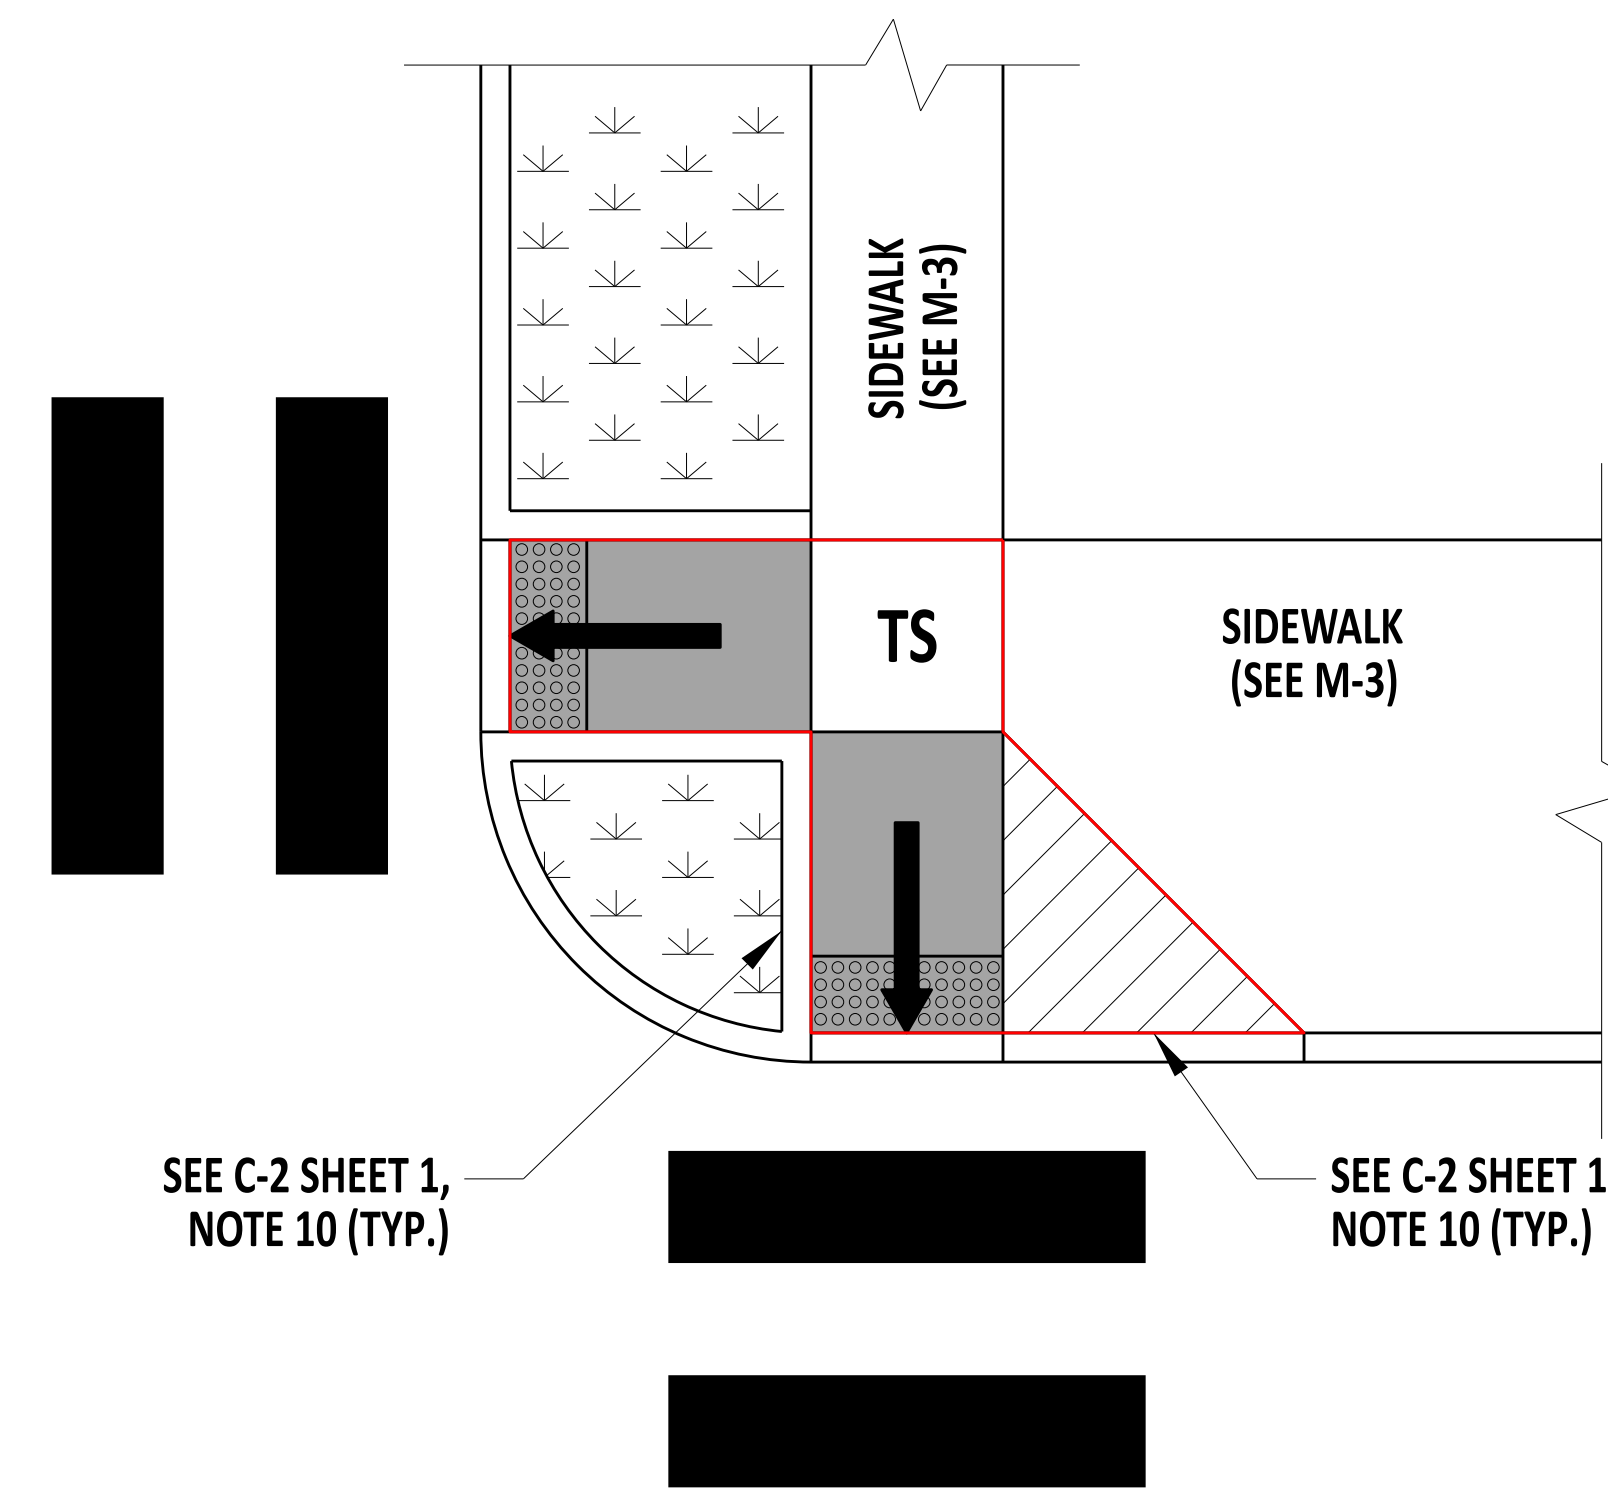 SIDEWALK
(SEE M-3)
TS
SIDEWALK
(SEE M-3)
SEE C-2 SHEET 1,
NOTE 10 (TYP.)
SEE C-2 SHEET 1
NOTE 10 (TYP.)